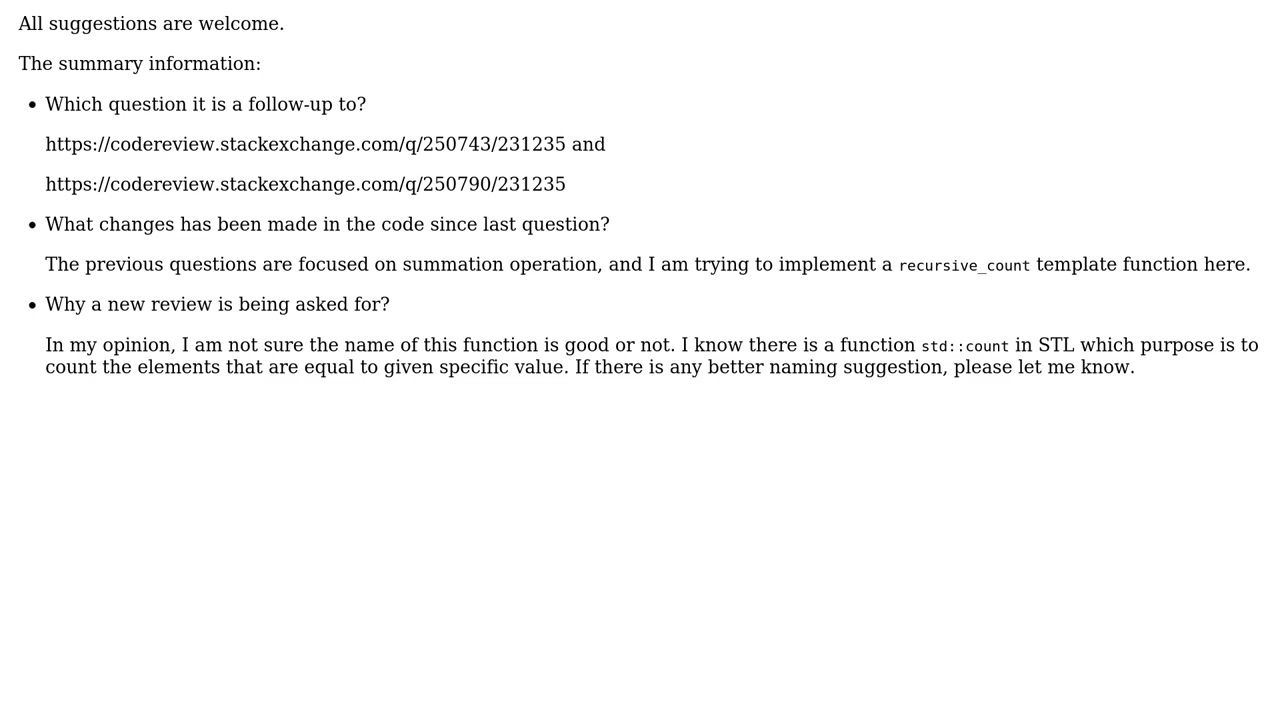 All suggestions are welcome.
The summary information:
• Which question it is a follow-up to?
https://codereview.stackexchange.com/q/250743/231235 and
https://codereview.stackexchange.com/q/250790/231235
• What changes has been made in the code since last question?
The previous questions are focused on summation operation, and I am trying to implement a recursive_count template function here.
• Why a new review is being asked for?
In my opinion, I am not sure the name of this function is good or not. I know there is a function std::count in STL which purpose is to
count the elements that are equal to given specific value. If there is any better naming suggestion, please let me know.